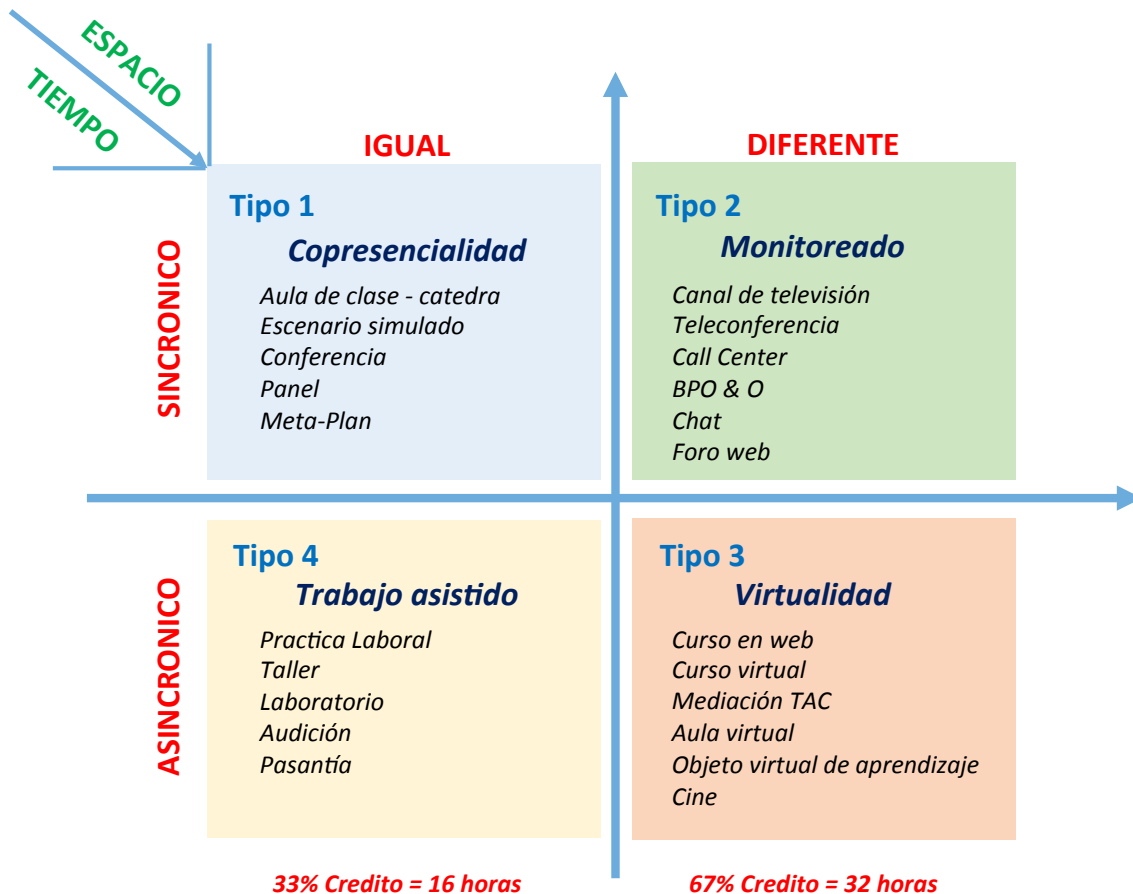 ESPACIO
TIEMPO
IGUAL
DIFERENTE
SINCRONICO
Tipo 1
Copresencialidad
Aula de clase - catedra
Escenario simulado
Conferencia
Panel
Meta-Plan
Tipo 2
Monitoreado
Canal de televisión
Teleconferencia
Call Center
BPO & O
Chat
Foro web
ASINCRONICO
Tipo 4
Trabajo asistido
Practica Laboral
Taller
Laboratorio
Audición
Pasantía
Tipo 3
Virtualidad
Curso en web
Curso virtual
Mediación TAC
Aula virtual
Objeto virtual de aprendizaje
Cine
33% Credito = 16 horas
67% Credito = 32 horas